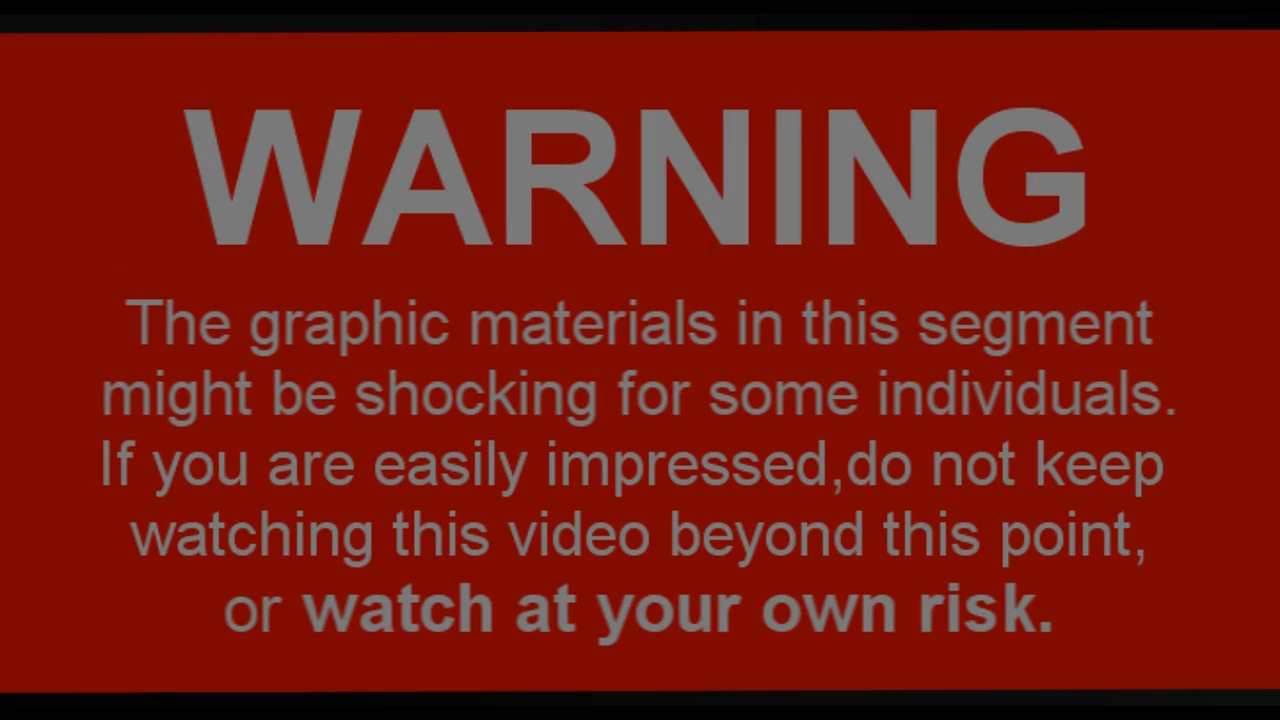 WARNING
The graphic materials in this segment
might be shocking for some individuals.
If you are easily impressed,do not keep
watching this video beyond this point,
or watch at your own risk.